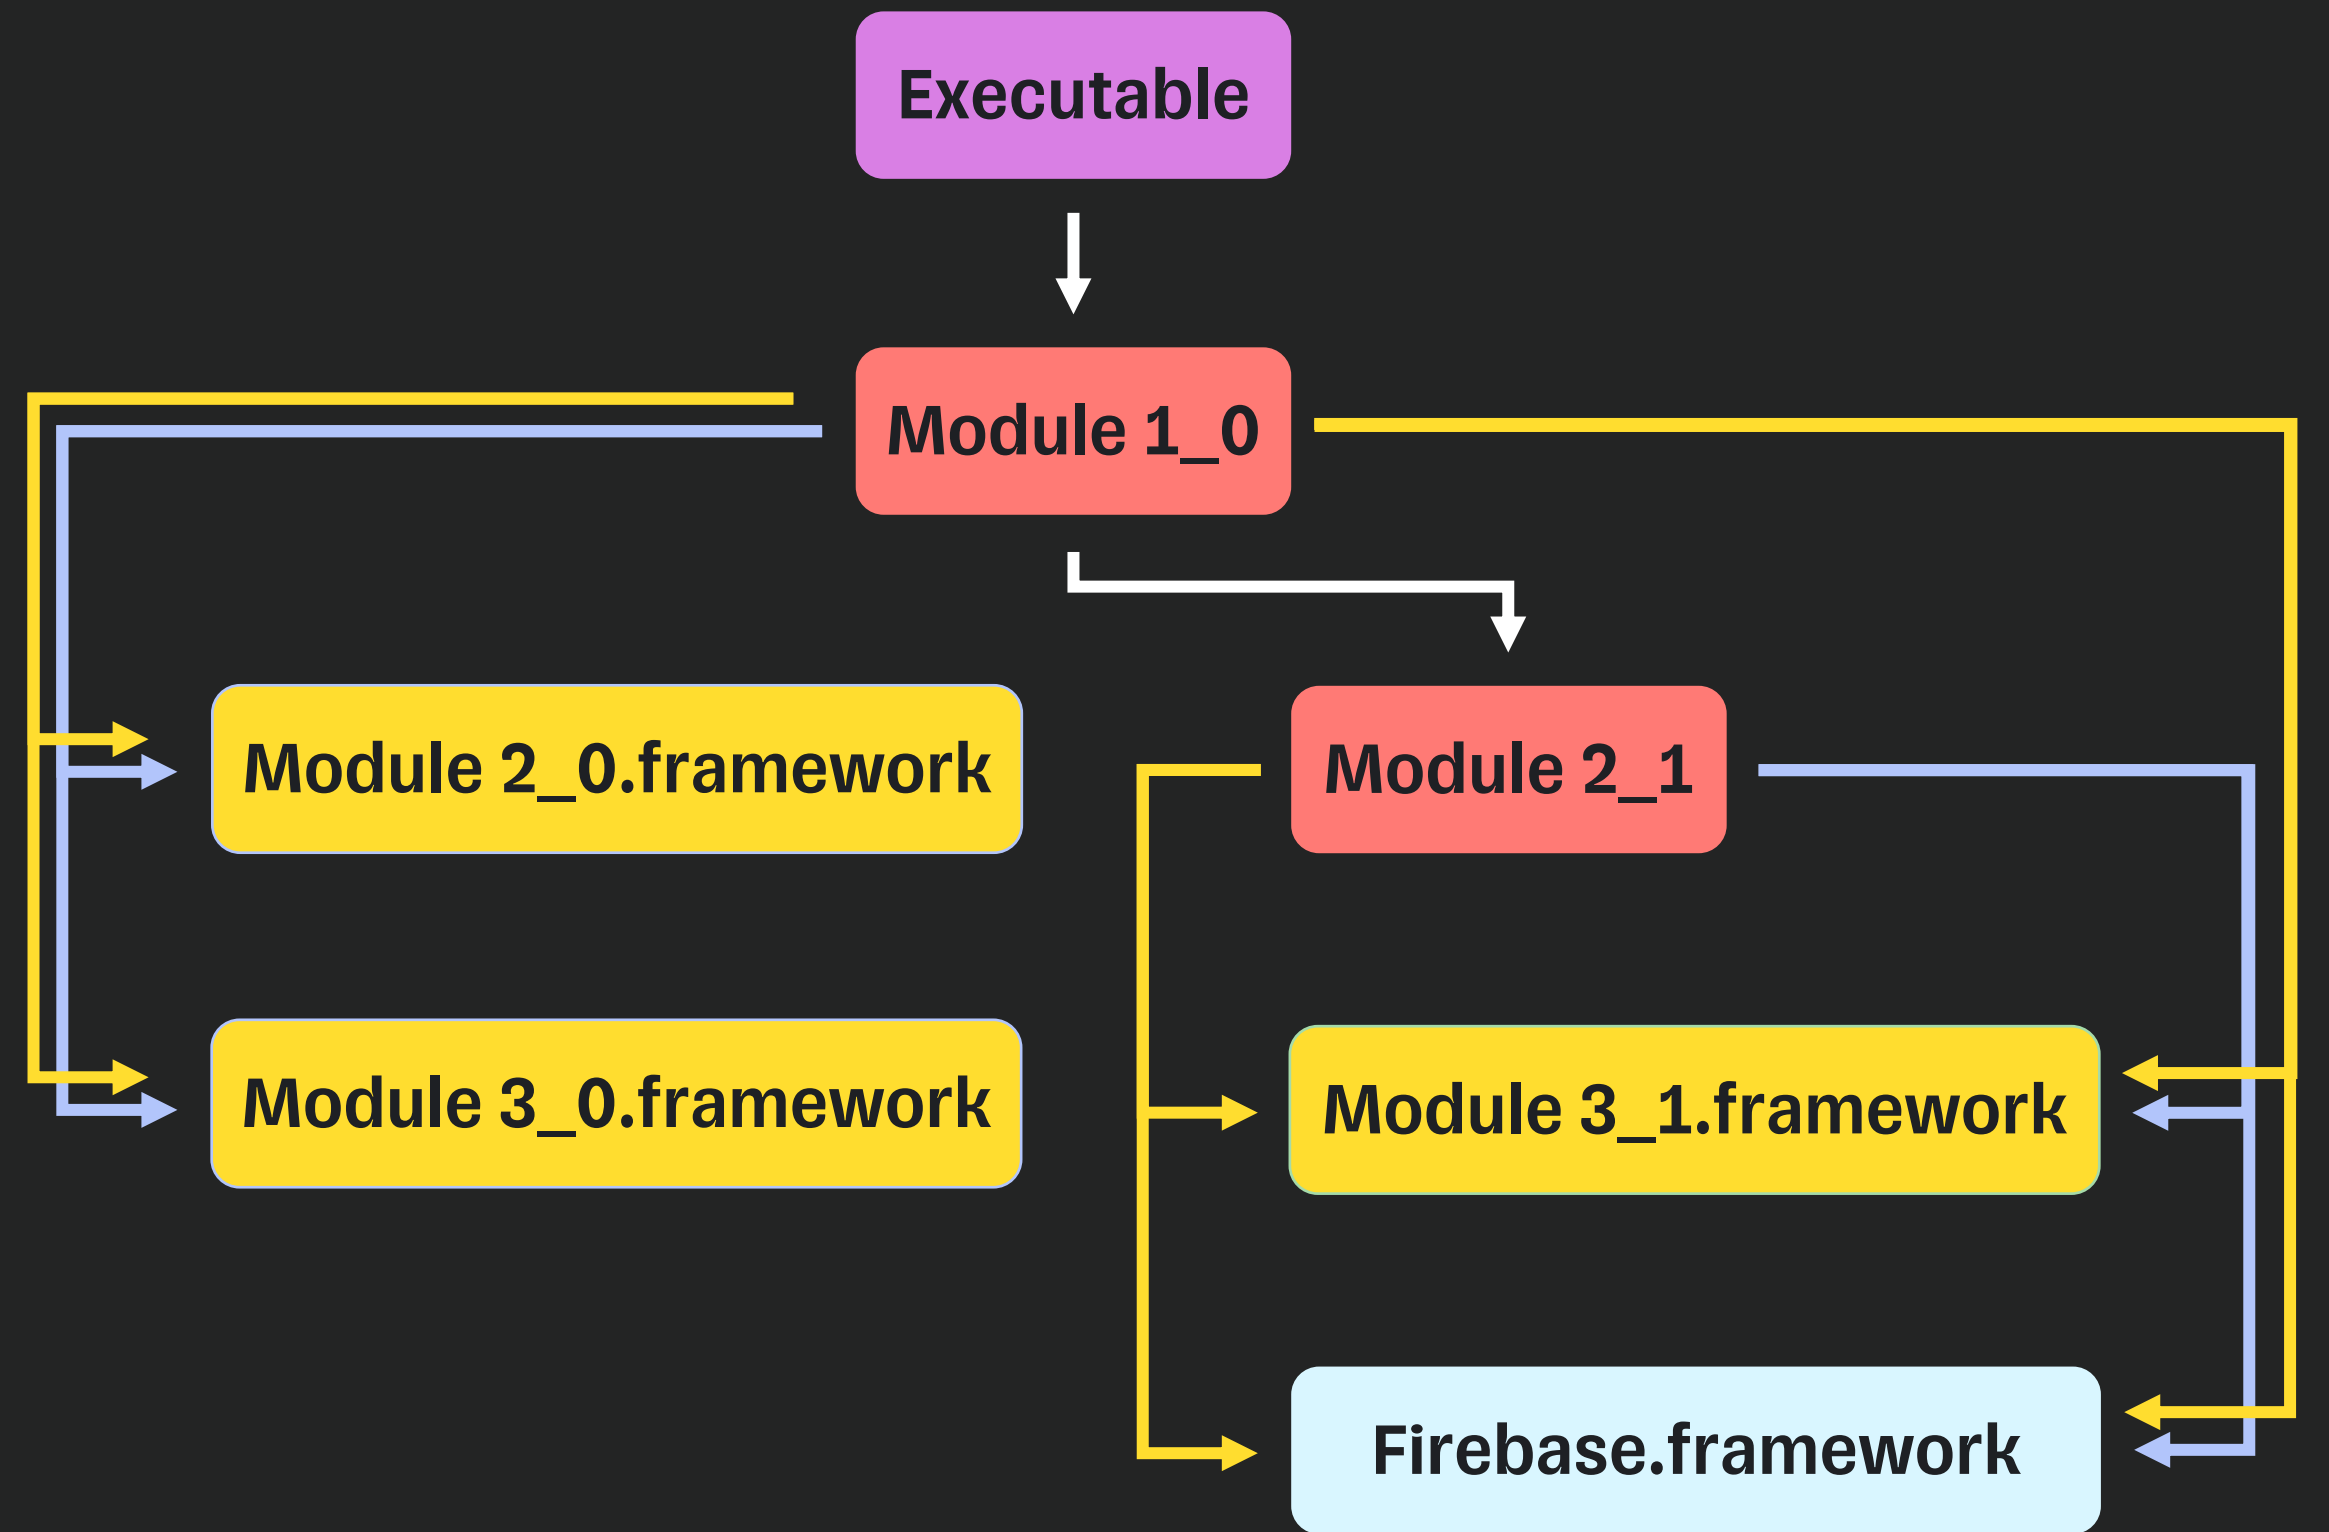 Executable
Module 1_0
Module 2_0.framework
Module 2_1
Module 3_0.framework
Module 3_1.framework
Firebase.framework